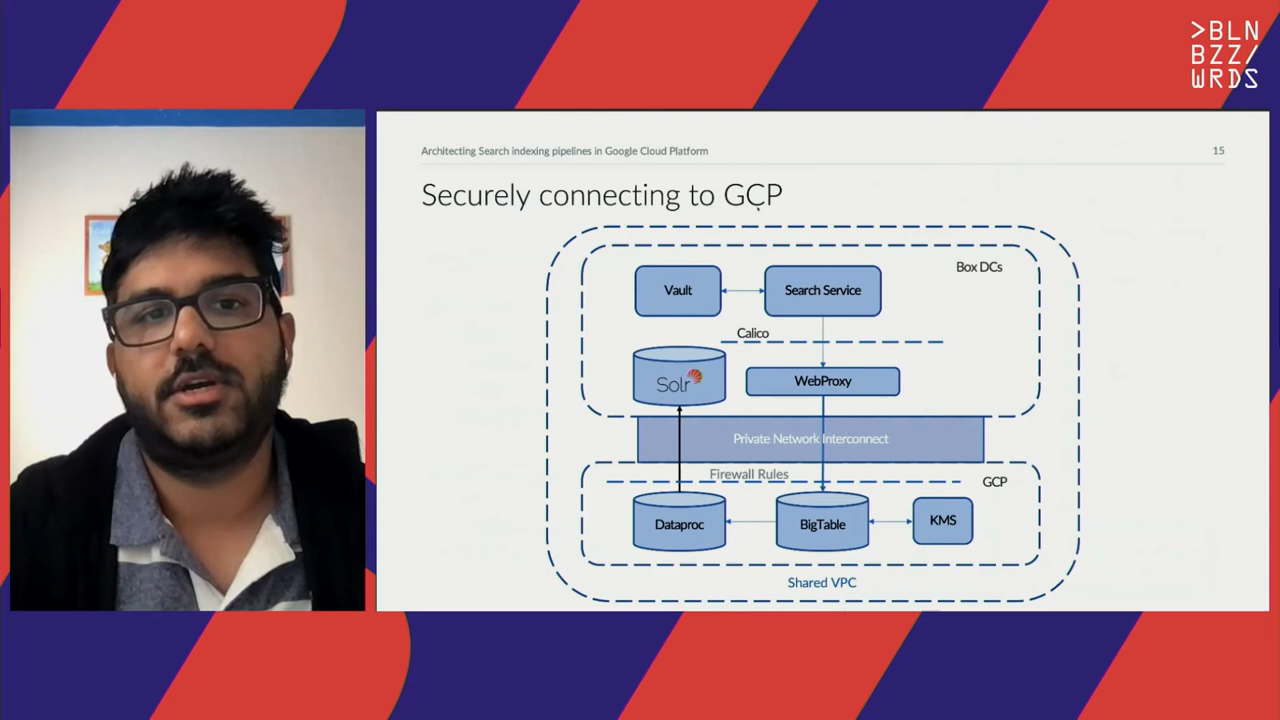 >BLN
BZZ/
WRDS
Architecting Search indexing pipelines in Google Cloud Platform
15
Securely connecting to GCP
Box DCs
Vault
Search Service
Calico
Solr
WebProxy
Private Network Interconnect
Firewall Rules
GCP
Dataproc
BigTable
KMS
Shared VPC